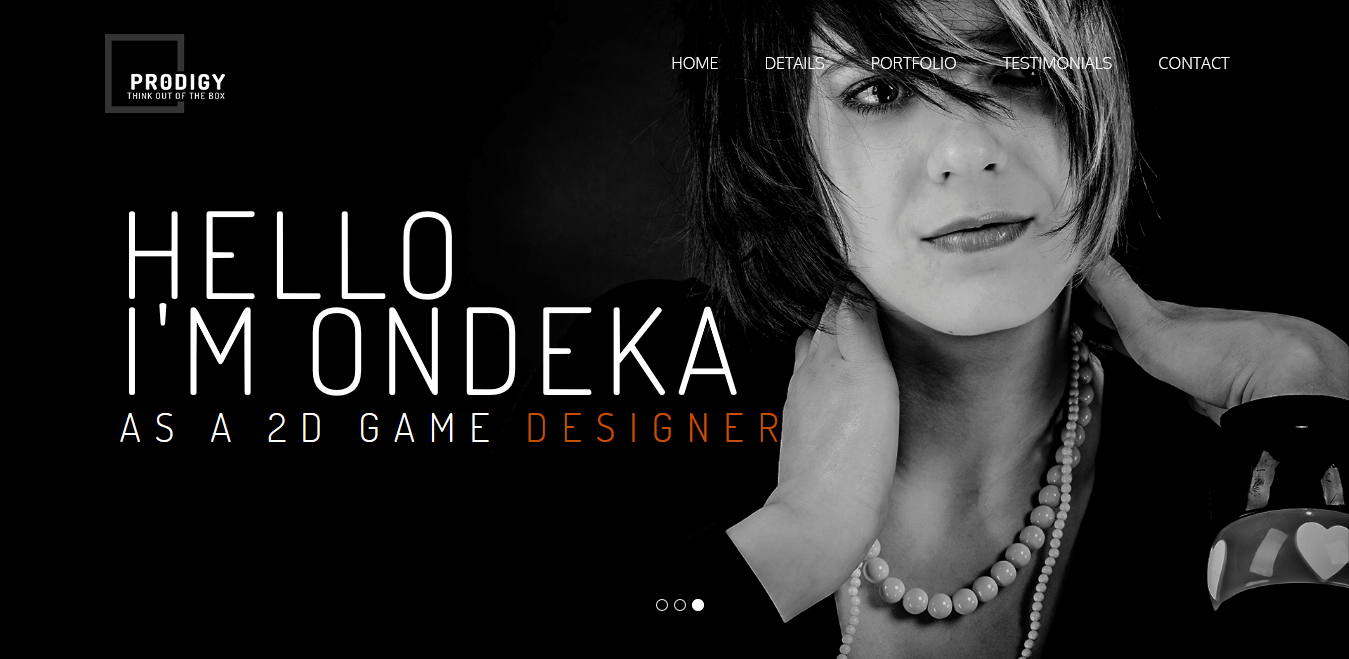 PRODIGY
THINK OUT OF THE BOX
HOME DETAILS PORTFOLIO TESTIMONIALS CONTACT
HELLO
I'M ONDEKA
AS A 2D GAME DESIGNER